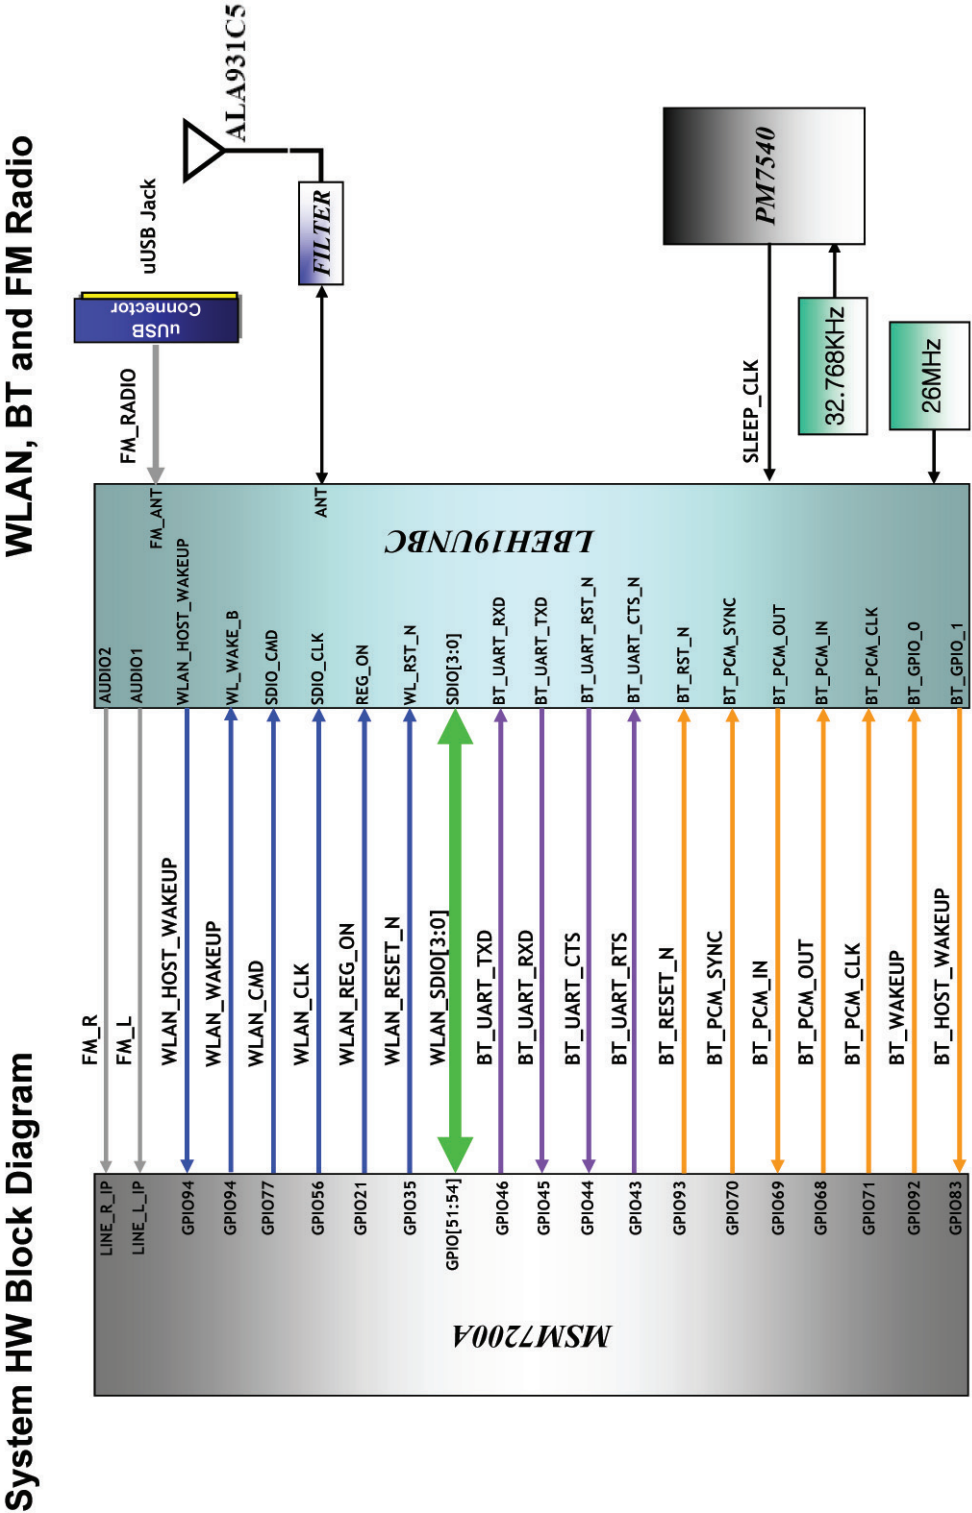 System HW Block Diagram
WLAN, BT and FM Radio
MSM7200A
LINE_R_IP
LINE_L_IP
GPIO94
GPIO94
GPIO77
GPIO56
GPIO21
GPIO35
GPIO[51:54]
GPIO46
GPIO45
GPIO44
GPIO43
GPIO93
GPIO70
GPIO69
GPIO68
GPIO71
GPIO92
GPIO83
FM_R
FM_L
WLAN_HOST_WAKEUP
WLAN_WAKEUP
WLAN_CMD
WLAN_CLK
WLAN_REG_ON
WLAN_RESET_N
WLAN_SDIO[3:0]
BT_UART_TXD
BT_UART_RXD
BT_UART_CTS
BT_UART_RTS
BT_RESET_N
BT_PCM_SYNC
BT_PCM_IN
BT_PCM_OUT
BT_PCM_CLK
BT_WAKEUP
BT_HOST_WAKEUP
AUDIO2
AUDIO1
WLAN_HOST_WAKEUP
WL_WAKE_B
SDIO_CMD
SDIO_CLK
REG_ON
WL_RST_N
SDIO[3:0]
BT_UART_RXD
BT_UART_TXD
BT_UART_RST_N
BT_UART_CTS_N
BT_RST_N
BT_PCM_SYNC
BT_PCM_OUT
BT_PCM_IN
BT_PCM_CLK
BT_GPIO_0
BT_GPIO_1
LBEH19UNBC
FM_ANT
ANT
FM_RADIO
uUSB
Connector
uUSB Jack
FILTER
ALA931C5
SLEEP_CLK
PM7540
32.768KHz
26MHz